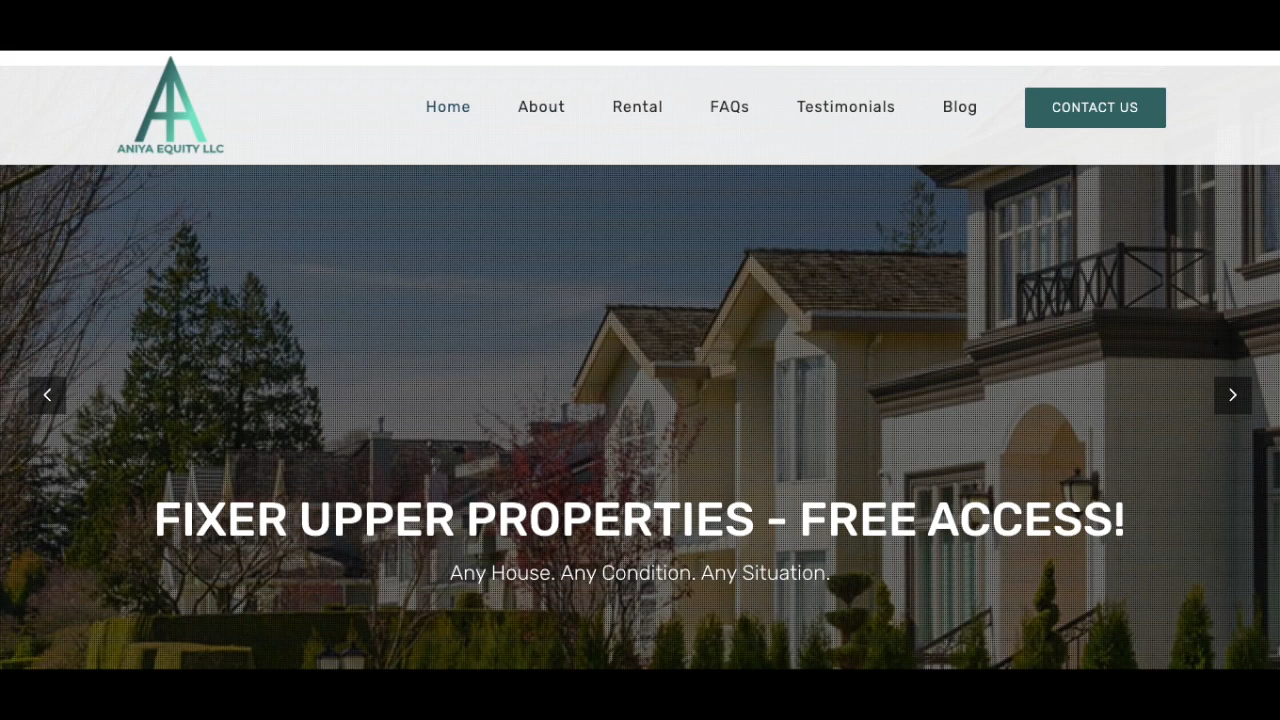 Home About Rental FAQs Testimonials Blog CONTACT US
ANIYA EQUITY LLC
FIXER UPPER PROPERTIES - FREE ACCESS!
Any House. Any Condition. Any Situation.